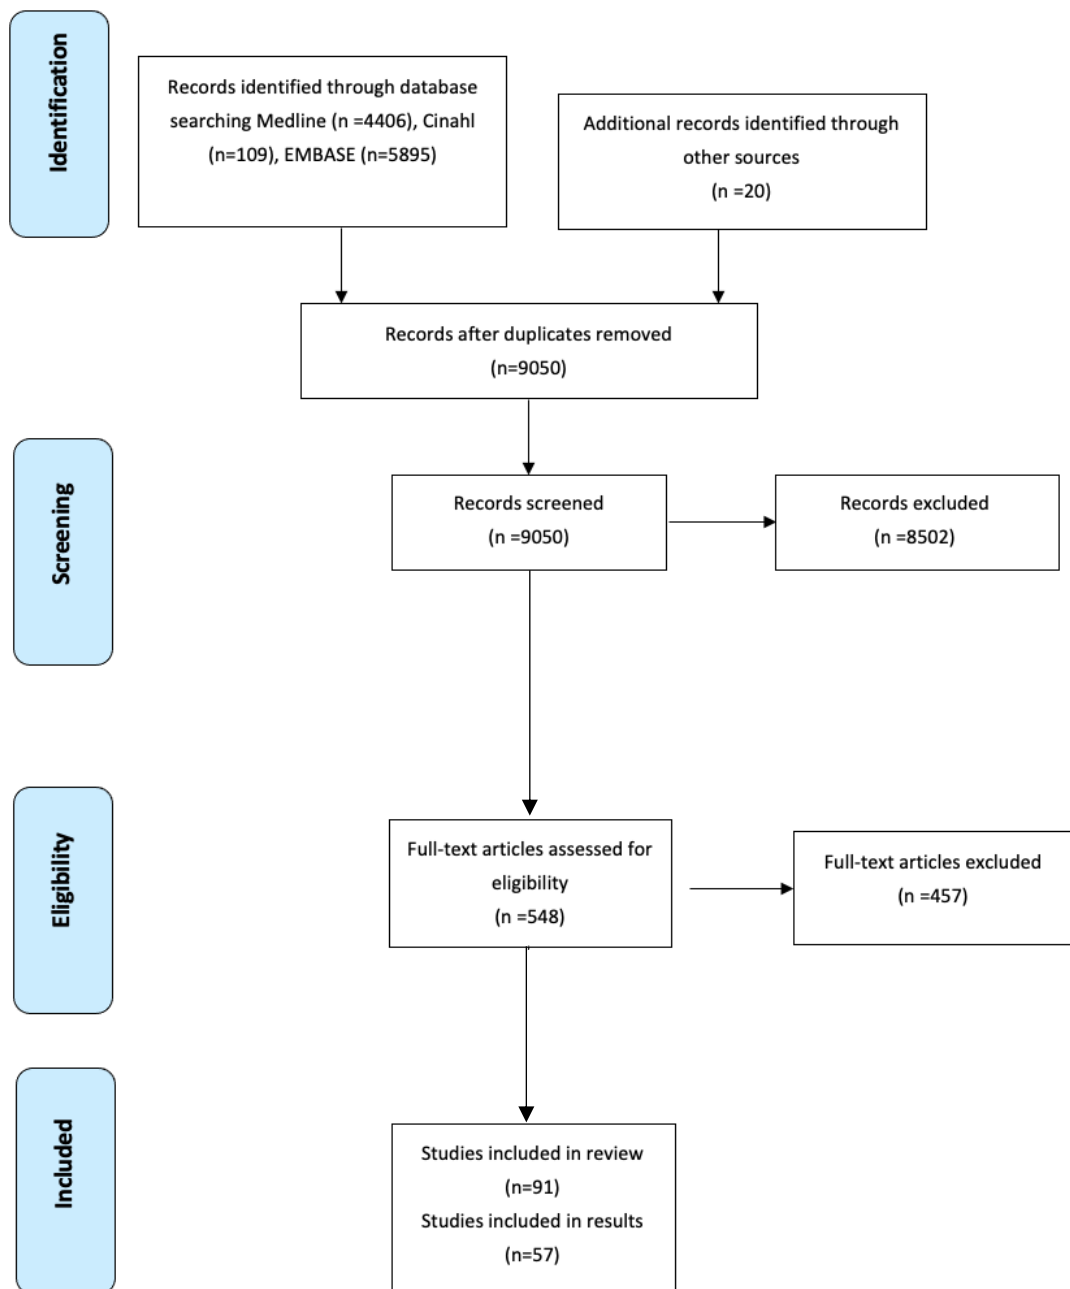 Identification
Records identified through database
searching Medline (n =4406), Cinahl
(n=109), EMBASE (n=5895)
Additional records identified through
other sources
(n =20)
Records after duplicates removed
(n=9050)
Screening
Records screened
(n =9050)
Records excluded
(n =8502)
Eligibility
Full-text articles assessed for
eligibility
(n =548)
Full-text articles excluded
(n =457)
Included
Studies included in review
(n=91)
Studies included in results
(n=57)